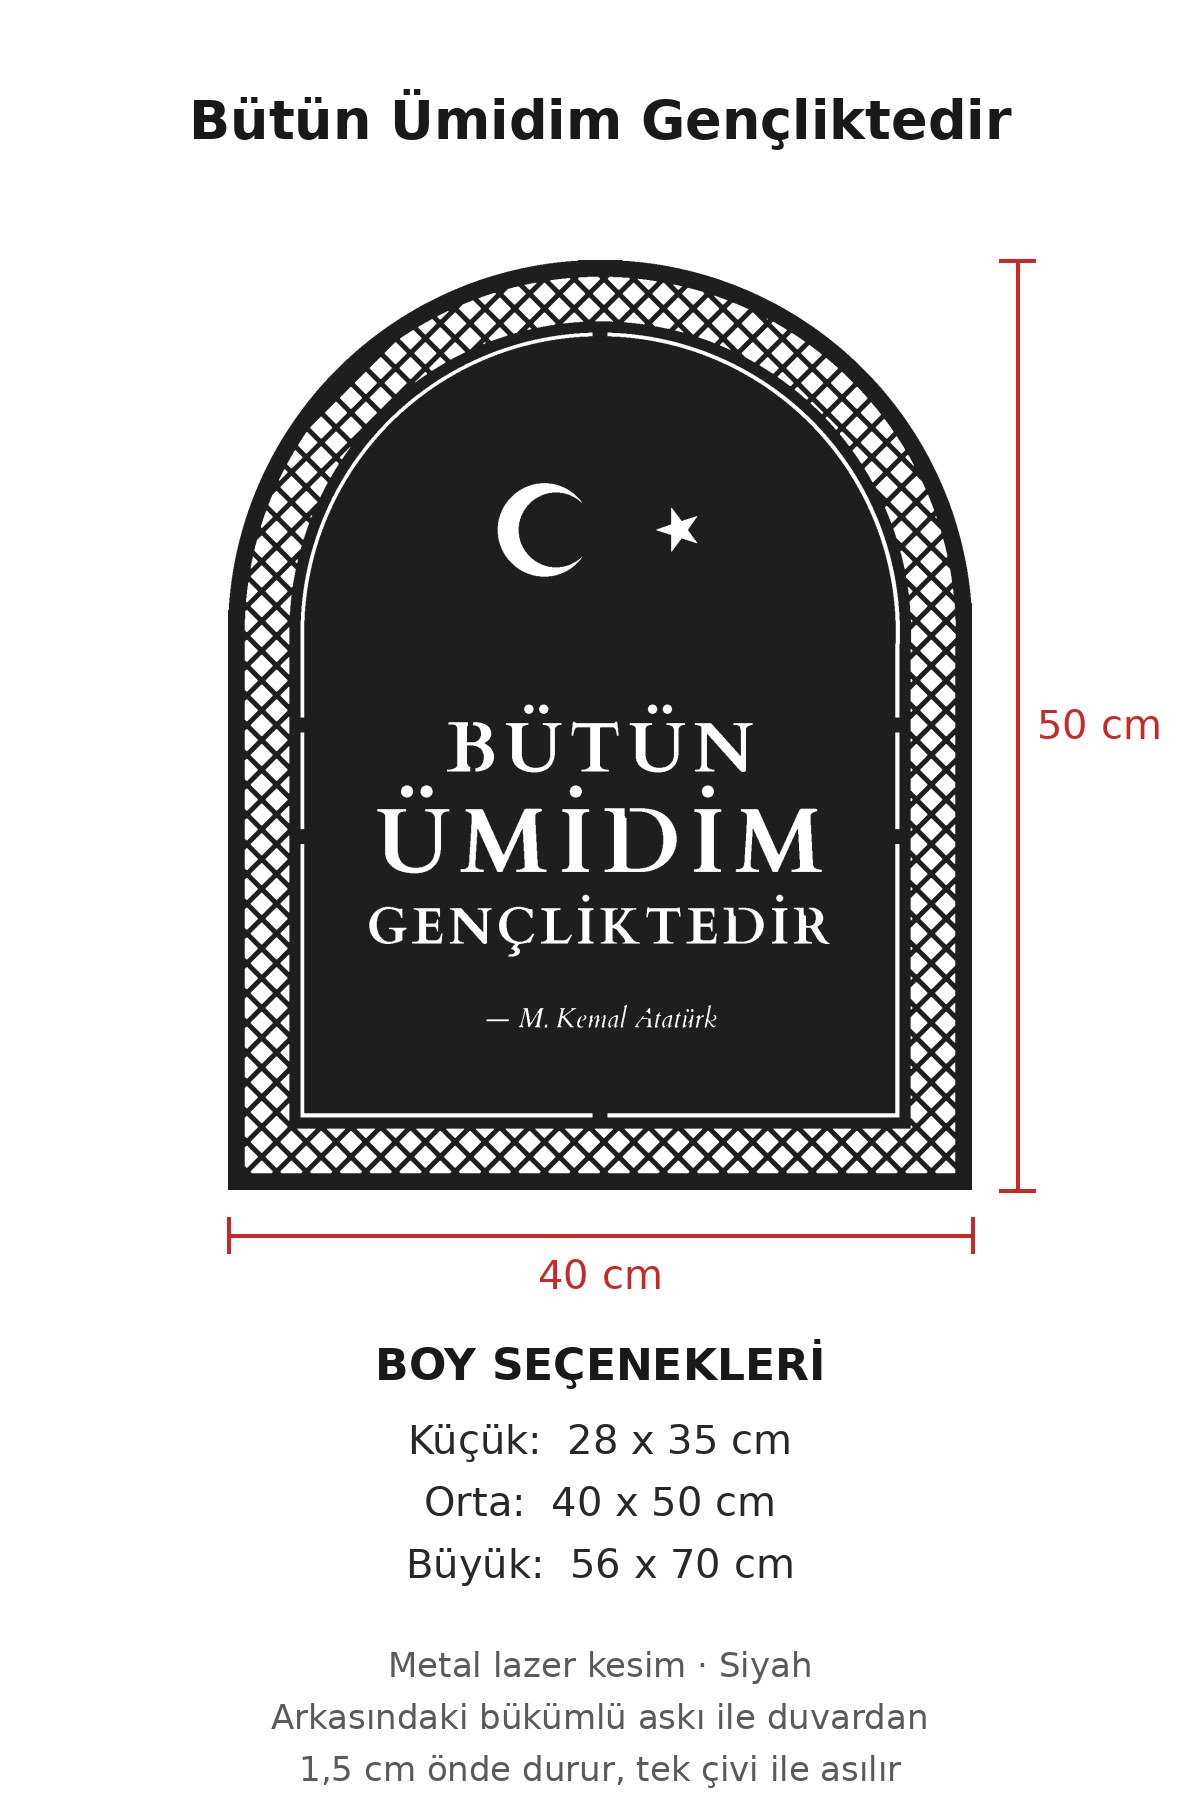 Bütün Ümidim Gençliktedir
BÜTÜN
ÜMİDİM
GENÇLİKTEDİR
— M. Kemal Atatürk
50 cm
40 cm
BOY SEÇENEKLERİ
Küçük: 28 x 35 cm
Orta: 40 x 50 cm
Büyük: 56 x 70 cm
Metal lazer kesim · Siyah
Arkasındaki bükümlü askı ile duvardan
1,5 cm önde durur, tek çivi ile asılır